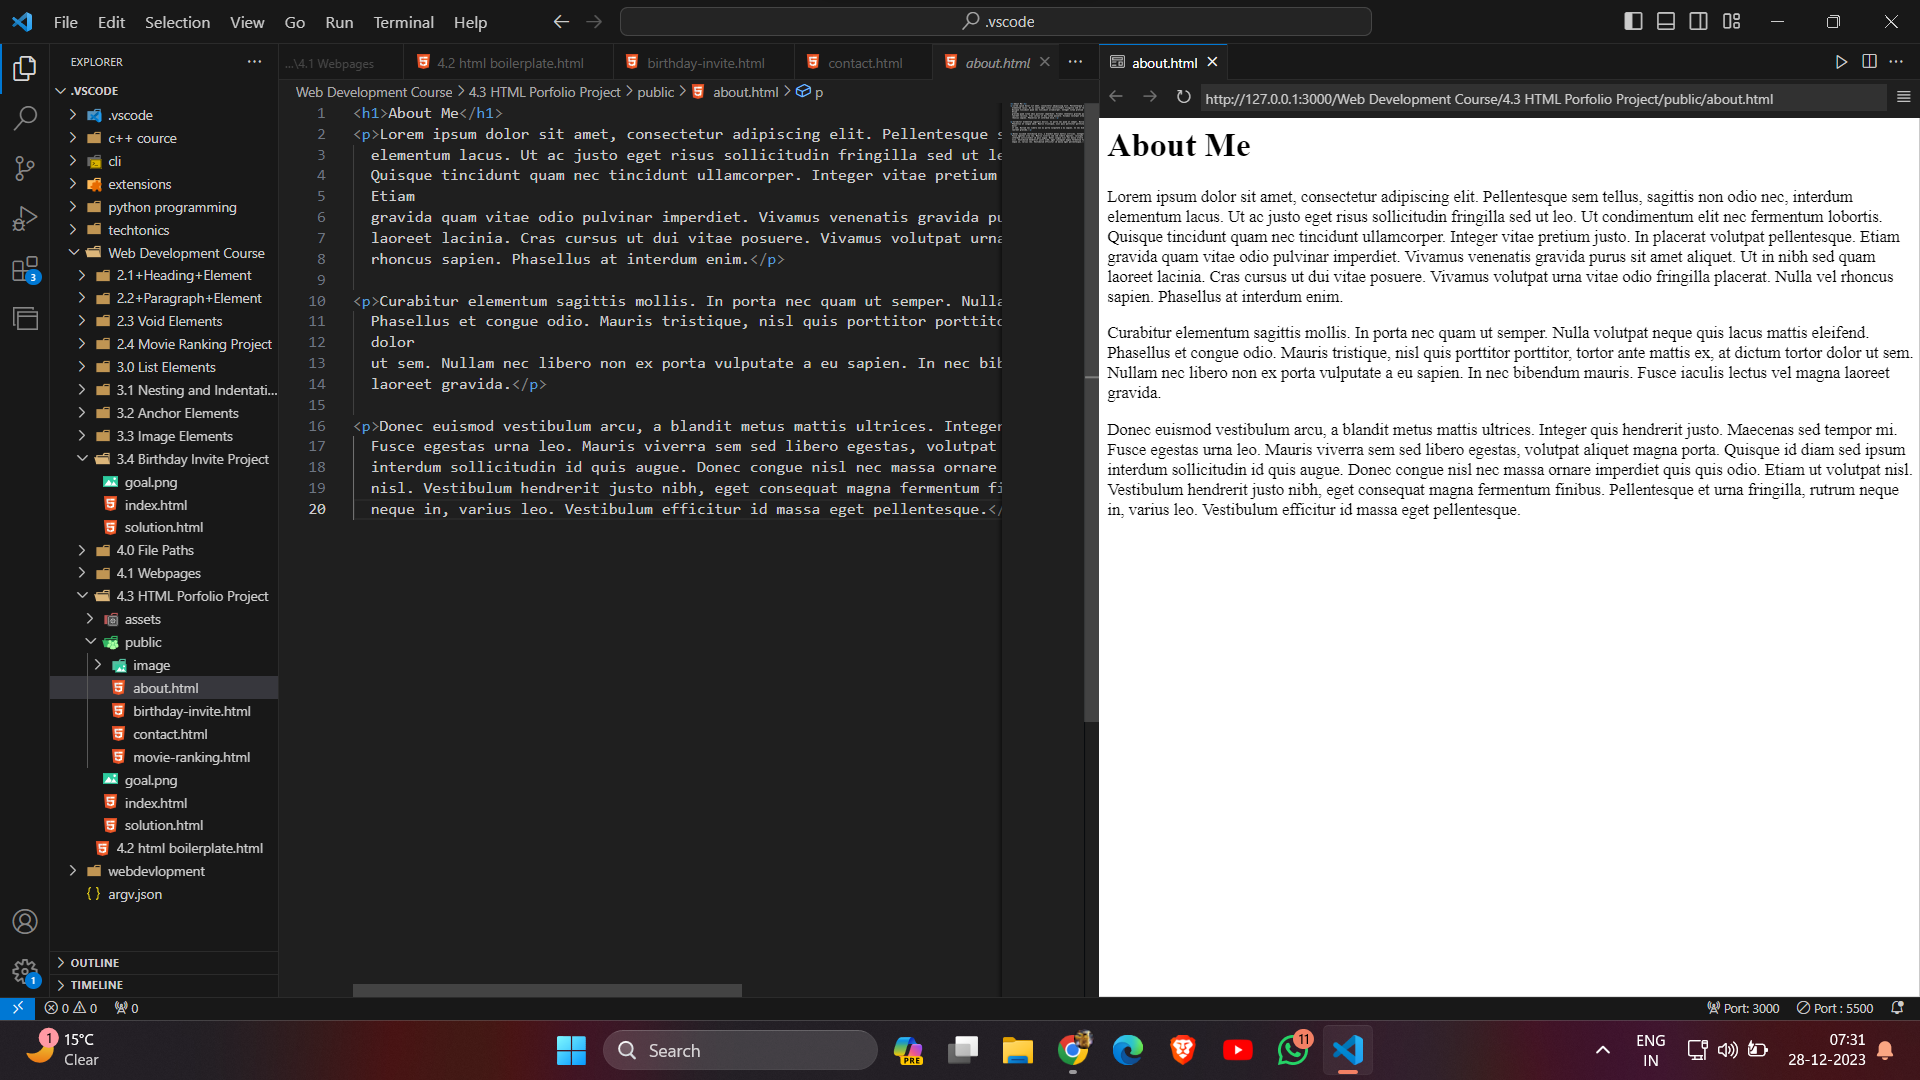 File Edit Selection View Go Run Terminal Help
.vscode
EXPLORER
...\4.1 Webpages
4.2 html boilerplate.html
birthday-invite.html
contact.html
about.html
about.html
.VSCODE
.vscode
c++ cource
cli
extensions
python programming
techtonics
Web Development Course
2.1+Heading+Element
2.2+Paragraph+Element
2.3 Void Elements
2.4 Movie Ranking Project
3.0 List Elements
3.1 Nesting and Indentati...
3.2 Anchor Elements
3.3 Image Elements
3.4 Birthday Invite Project
goal.png
index.html
solution.html
4.0 File Paths
4.1 Webpages
4.3 HTML Porfolio Project
assets
public
image
about.html
birthday-invite.html
contact.html
movie-ranking.html
goal.png
index.html
solution.html
4.2 html boilerplate.html
webdevlopment
argv.json
OUTLINE
TIMELINE
3
1
Web Development Course > 4.3 HTML Porfolio Project > public > about.html > p
1 <h1>About Me</h1>
2 <p>Lorem ipsum dolor sit amet, consectetur adipiscing elit. Pellentesque s
3 elementum lacus. Ut ac justo eget risus sollicitudin fringilla sed ut le
4 Quisque tincidunt quam nec tincidunt ullamcorper. Integer vitae pretium
5 Etiam
6 gravida quam vitae odio pulvinar imperdiet. Vivamus venenatis gravida pu
7 laoreet lacinia. Cras cursus ut dui vitae posuere. Vivamus volutpat urna
8 rhoncus sapien. Phasellus at interdum enim.</p>
9
10 <p>Curabitur elementum sagittis mollis. In porta nec quam ut semper. Nulla
11 Phasellus et congue odio. Mauris tristique, nisl quis porttitor porttito
12 dolor
13 ut sem. Nullam nec libero non ex porta vulputate a eu sapien. In nec bib
14 laoreet gravida.</p>
15
16 <p>Donec euismod vestibulum arcu, a blandit metus mattis ultrices. Integer
17 Fusce egestas urna leo. Mauris viverra sem sed libero egestas, volutpat
18 interdum sollicitudin id quis augue. Donec congue nisl nec massa ornare
19 nisl. Vestibulum hendrerit justo nibh, eget consequat magna fermentum fi
20 neque in, varius leo. Vestibulum efficitur id massa eget pellentesque.</
http://127.0.0.1:3000/Web Development Course/4.3 HTML Porfolio Project/public/about.html
About Me
Lorem ipsum dolor sit amet, consectetur adipiscing elit. Pellentesque sem tellus, sagittis non odio nec, interdum
elementum lacus. Ut ac justo eget risus sollicitudin fringilla sed ut leo. Ut condimentum elit nec fermentum lobortis.
Quisque tincidunt quam nec tincidunt ullamcorper. Integer vitae pretium justo. In placerat volutpat pellentesque. Etiam
gravida quam vitae odio pulvinar imperdiet. Vivamus venenatis gravida purus sit amet aliquet. Ut in nibh sed quam
laoreet lacinia. Cras cursus ut dui vitae posuere. Vivamus volutpat urna vitae odio fringilla placerat. Nulla vel rhoncus
sapien. Phasellus at interdum enim.
Curabitur elementum sagittis mollis. In porta nec quam ut semper. Nulla volutpat neque quis lacus mattis eleifend.
Phasellus et congue odio. Mauris tristique, nisl quis porttitor porttitor, tortor ante mattis ex, at dictum tortor dolor ut sem.
Nullam nec libero non ex porta vulputate a eu sapien. In nec bibendum mauris. Fusce iaculis lectus vel magna laoreet
gravida.
Donec euismod vestibulum arcu, a blandit metus mattis ultrices. Integer quis hendrerit justo. Maecenas sed tempor mi.
Fusce egestas urna leo. Mauris viverra sem sed libero egestas, volutpat aliquet magna porta. Quisque id diam sed ipsum
interdum sollicitudin id quis augue. Donec congue nisl nec massa ornare imperdiet quis quis odio. Etiam ut volutpat nisl.
Vestibulum hendrerit justo nibh, eget consequat magna fermentum finibus. Pellentesque et urna fringilla, rutrum neque
in, varius leo. Vestibulum efficitur id massa eget pellentesque.
0 0 0
Port: 3000 Port : 5500
1
15°C
Clear
Search
PRE
11
ENG
IN
07:31
28-12-2023